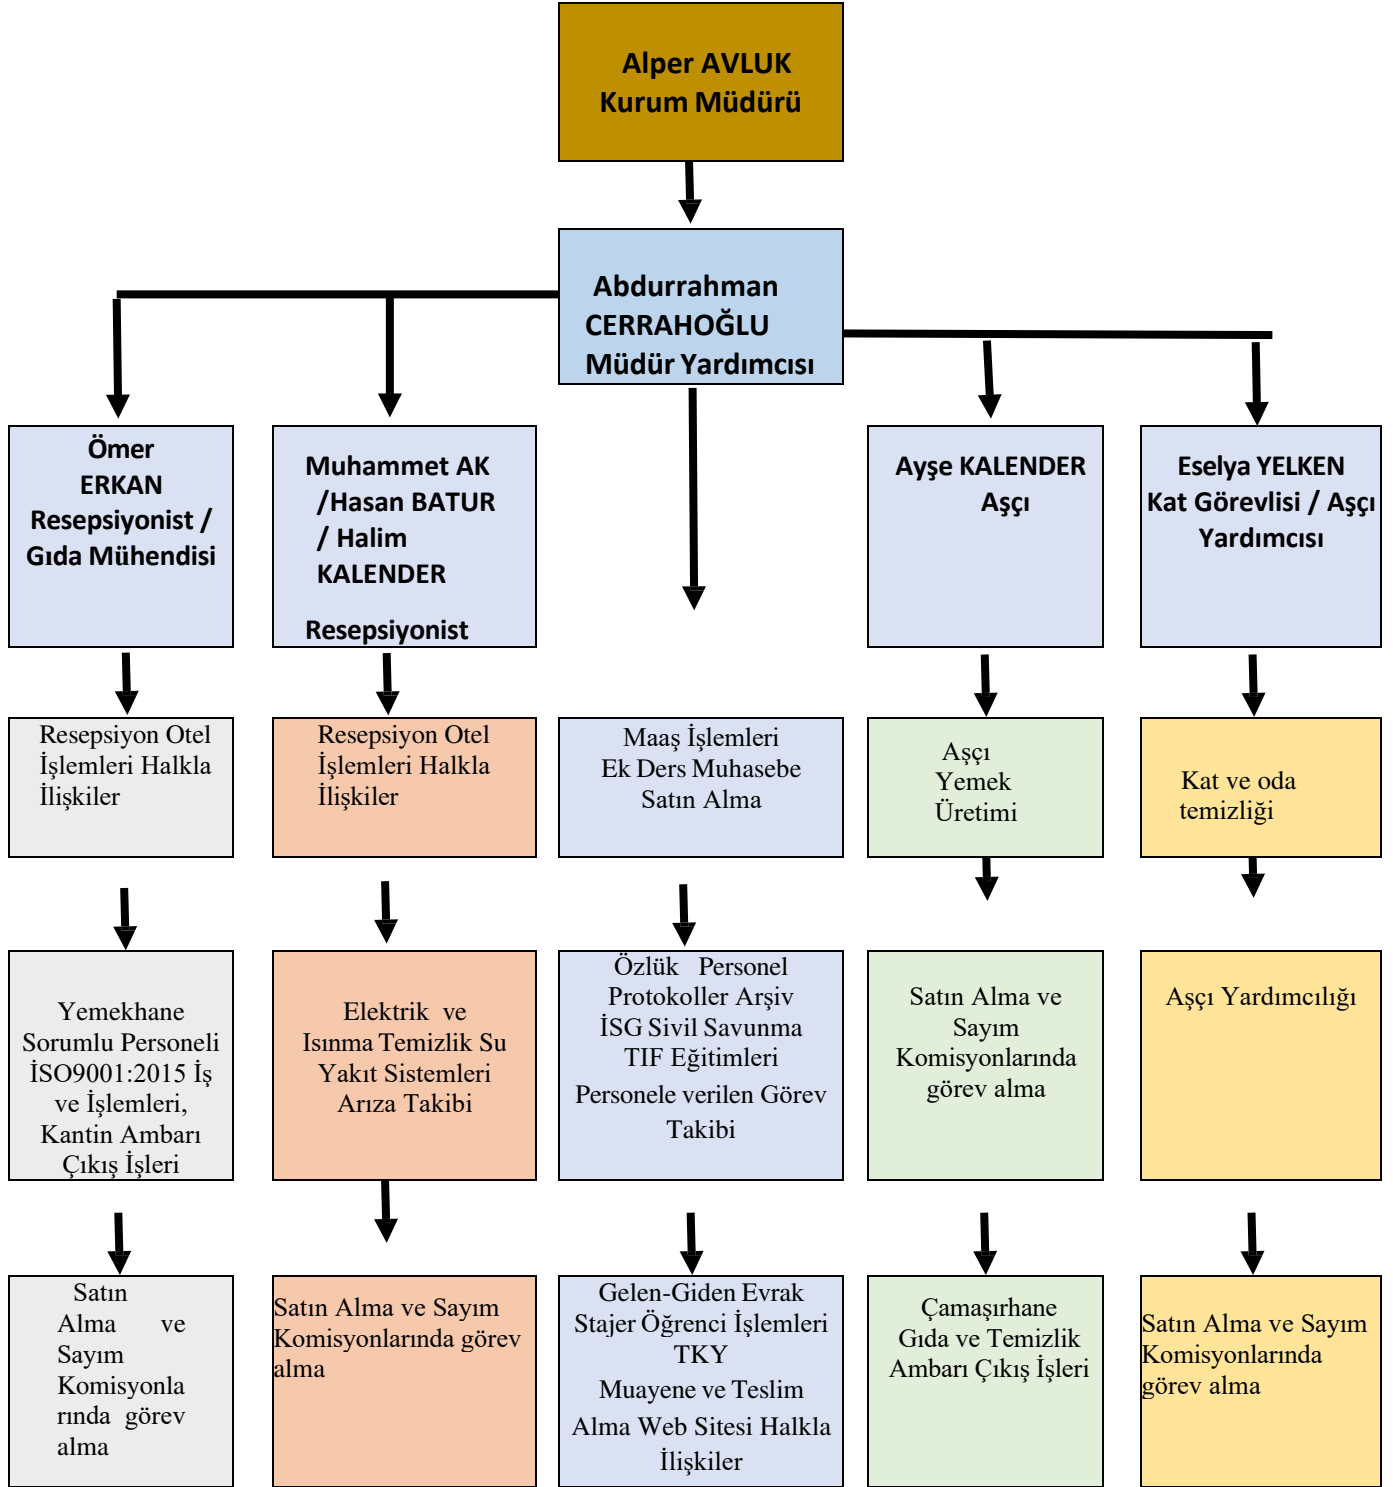 Alper AVLUK
Kurum Müdürü
Abdurrahman
CERRAHOĞLU
Müdür Yardımcısı
Ömer
ERKAN
Resepsiyonist /
Gıda Mühendisi
Muhammet AK
/Hasan BATUR
/ Halim
KALENDER
Resepsiyonist
Ayşe KALENDER
Aşçı
Eselya YELKEN
Kat Görevlisi / Aşçı
Yardımcısı
Resepsiyon Otel
İşlemleri Halkla
İlişkiler
Resepsiyon Otel
İşlemleri Halkla
İlişkiler
Maaş İşlemleri
Ek Ders Muhasebe
Satın Alma
Aşçı
Yemek
Üretimi
Kat ve oda
temizliği
Yemekhane
Sorumlu Personeli
İSO9001:2015 İş
ve İşlemleri,
Kantin Ambarı
Çıkış İşleri
Elektrik ve
Isınma Temizlik Su
Yakıt Sistemleri
Arıza Takibi
Özlük Personel
Protokoller Arşiv
İSG Sivil Savunma
TIF Eğitimleri
Personele verilen Görev
Takibi
Satın Alma ve
Sayım
Komisyonlarında
görev alma
Aşçı Yardımcılığı
Satın
Alma ve
Sayım
Komisyonla
rında görev
alma
Satın Alma ve Sayım
Komisyonlarında görev
alma
Gelen-Giden Evrak
Stajer Öğrenci İşlemleri
TKY
Muayene ve Teslim
Alma Web Sitesi Halkla
İlişkiler
Çamaşırhane
Gıda ve Temizlik
Ambarı Çıkış İşleri
Satın Alma ve Sayım
Komisyonlarında
görev alma